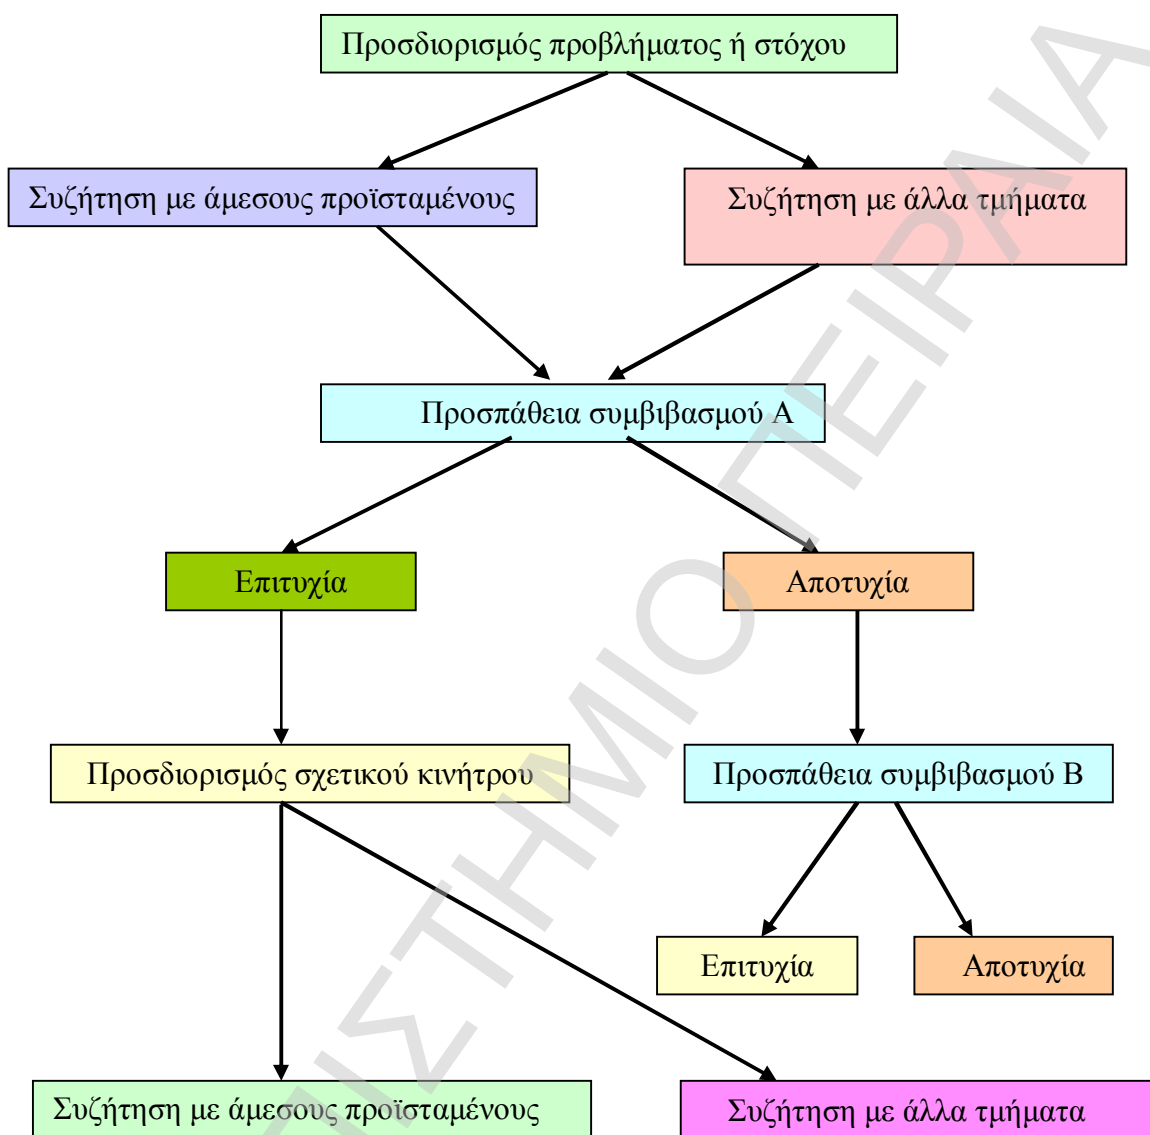 Προσδιορισμός προβλήματος ή στόχου
Συζήτηση με άμεσους προϊσταμένους
Συζήτηση με άλλα τμήματα
Προσπάθεια συμβιβασμού Α
Επιτυχία
Αποτυχία
Προσδιορισμός σχετικού κινήτρου
Προσπάθεια συμβιβασμού Β
Επιτυχία
Αποτυχία
Συζήτηση με άμεσους προϊσταμένους
Συζήτηση με άλλα τμήματα
ΠΙΣΤΗΜΙΟ ΠΕΙΡΑΙΑ